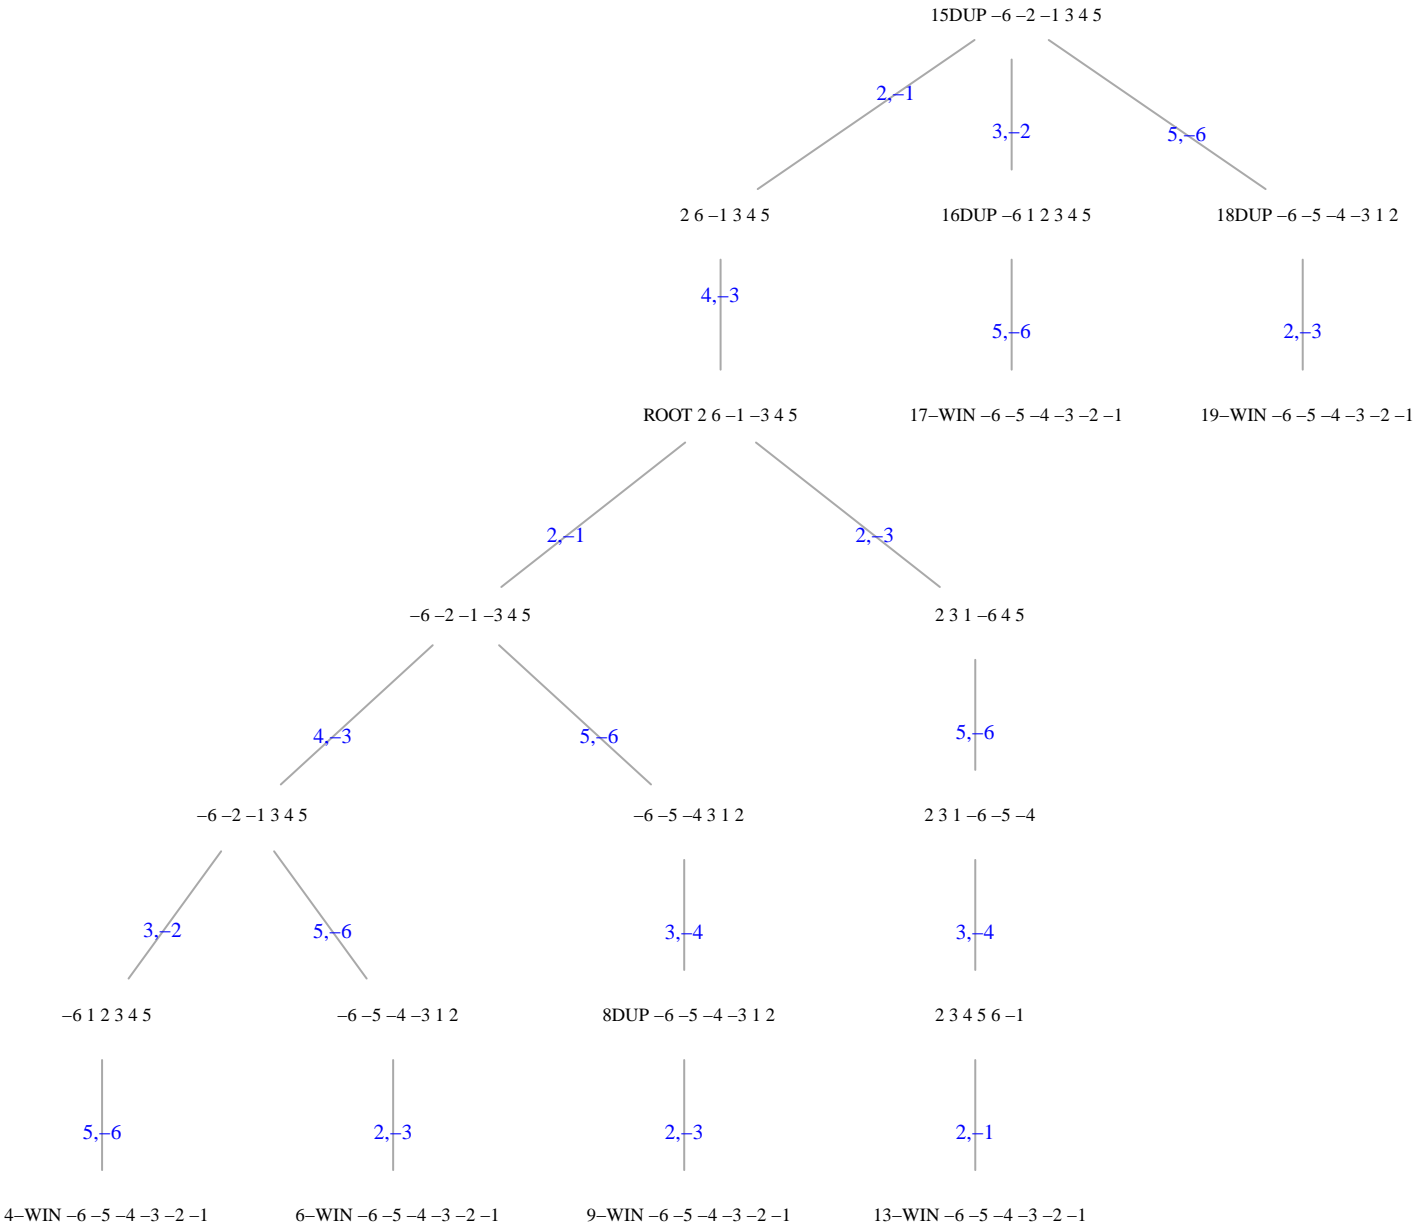 15DUP –6 –2 –1 3 4 5
2,–1
3,–2
5,–6
2 6 –1 3 4 5
16DUP –6 1 2 3 4 5
18DUP –6 –5 –4 –3 1 2
4,–3
5,–6
2,–3
ROOT 2 6 –1 –3 4 5
17–WIN –6 –5 –4 –3 –2 –1
19–WIN –6 –5 –4 –3 –2 –1
2,–1
2,–3
–6 –2 –1 –3 4 5
2 3 1 –6 4 5
4,–3
5,–6
5,–6
–6 –2 –1 3 4 5
–6 –5 –4 3 1 2
2 3 1 –6 –5 –4
3,–2
5,–6
3,–4
3,–4
–6 1 2 3 4 5
–6 –5 –4 –3 1 2
8DUP –6 –5 –4 –3 1 2
2 3 4 5 6 –1
5,–6
2,–3
2,–3
2,–1
4–WIN –6 –5 –4 –3 –2 –1
6–WIN –6 –5 –4 –3 –2 –1
9–WIN –6 –5 –4 –3 –2 –1
13–WIN –6 –5 –4 –3 –2 –1